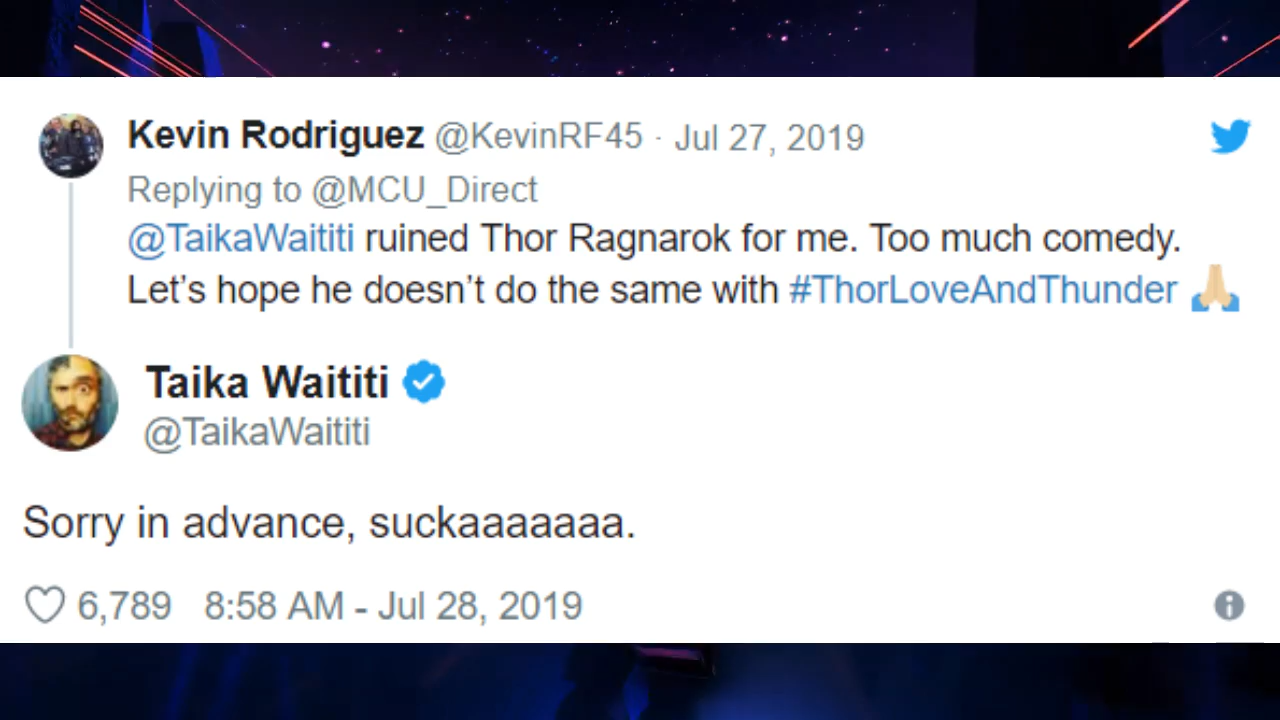 Kevin Rodriguez @KevinRF45 · Jul 27, 2019
Replying to @MCU_Direct
@TaikaWaititi ruined Thor Ragnarok for me. Too much comedy.
Let’s hope he doesn’t do the same with #ThorLoveAndThunder 🙏🏼
Taika Waititi
@TaikaWaititi
Sorry in advance, suckaaaaaaa.
6,789 8:58 AM - Jul 28, 2019